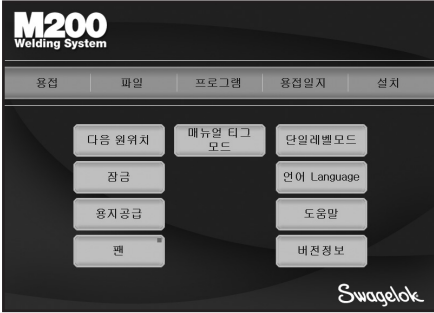 M200
Welding System
용접 파일 프로그램 용접일지 설치
다음 원위치 매뉴얼 티그 모드 단일레벨모드
잠금 언어 Language
용지공급 도움말
팬 버전정보
Swagelok